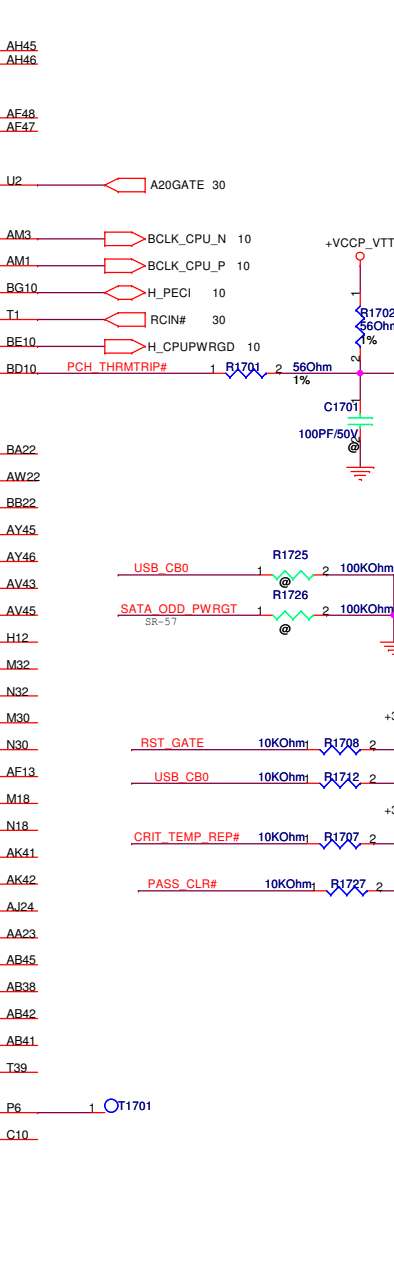 AH45
AH46
AF48
AF47
U2 A20GATE 30
AM3 BCLK_CPU_N 10
+VCCP_VTT
AM1 BCLK_CPU_P 10
BG10 H_PECI 10
1
T1 RCIN# 30
R1702
56Ohm
1%
BE10 H_CPUPWRGD 10
2
BD10 PCH_THRMTRIP# 1 R1701 2 56Ohm
1%
1
C1701
100PF/50V
2
@
BA22
AW22
BB22
AY45
AY46
R1725
AV43 USB_CB0 1 2 100KOhm
@
R1726
AV45 SATA_ODD_PWRGT 1 2 100KOhm
SR-57
@
H12
M32
N32
M30
N30 RST_GATE 10KOhm 1 R1708 2
AF13 USB_CB0 10KOhm 1 R1712 2
M18
N18
CRIT_TEMP_REP# 10KOhm 1 R1707 2
AK41
AK42 PASS_CLR# 10KOhm 1 R1727 2
AJ24
AA23
AB45
AB38
AB42
AB41
T39
P6 1 T1701
C10